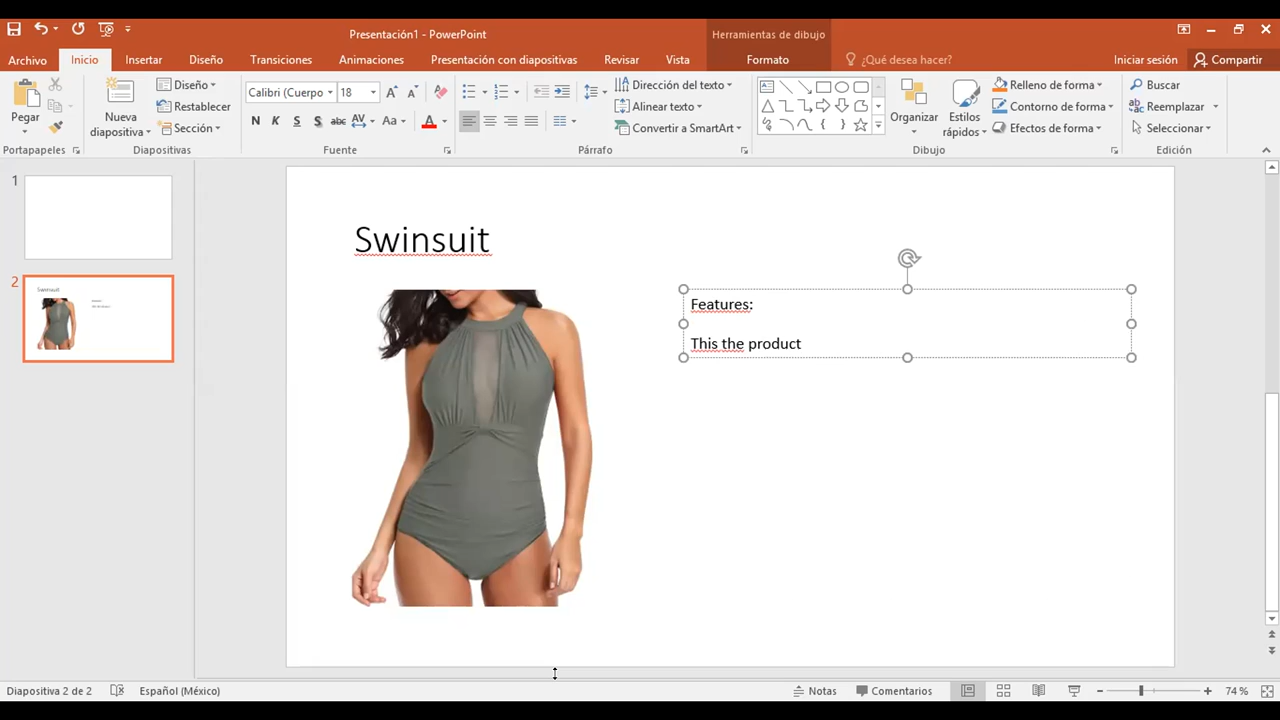 Presentación1 - PowerPoint
Herramientas de dibujo
Archivo Inicio Insertar Diseño Transiciones Animaciones Presentación con diapositivas Revisar Vista Formato ¿Qué desea hacer? Iniciar sesión Compartir
Pegar
Portapapeles
Nueva diapositiva
Diseño
Restablecer
Sección
Diapositivas
Calibri (Cuerpo 18
N K S S abc AV Aa A
Fuente
Dirección del texto
Alinear texto
Convertir a SmartArt
Párrafo
Organizar
Estilos rápidos
Relleno de forma
Contorno de forma
Efectos de forma
Dibujo
Buscar
Reemplazar
Seleccionar
Edición
1
2
Swinsuit
Features:
This the product
Diapositiva 2 de 2 Español (México) Notas Comentarios 74 %